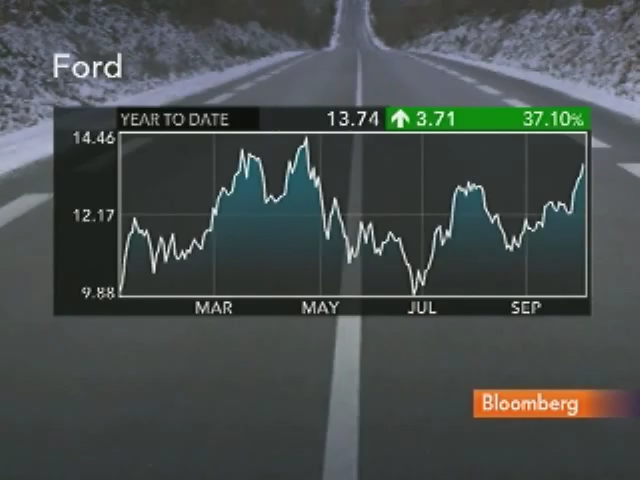 Ford
YEAR TO DATE 13.74 3.71 37.10%
14.46
12.17
9.88
MAR MAY JUL SEP
Bloomberg